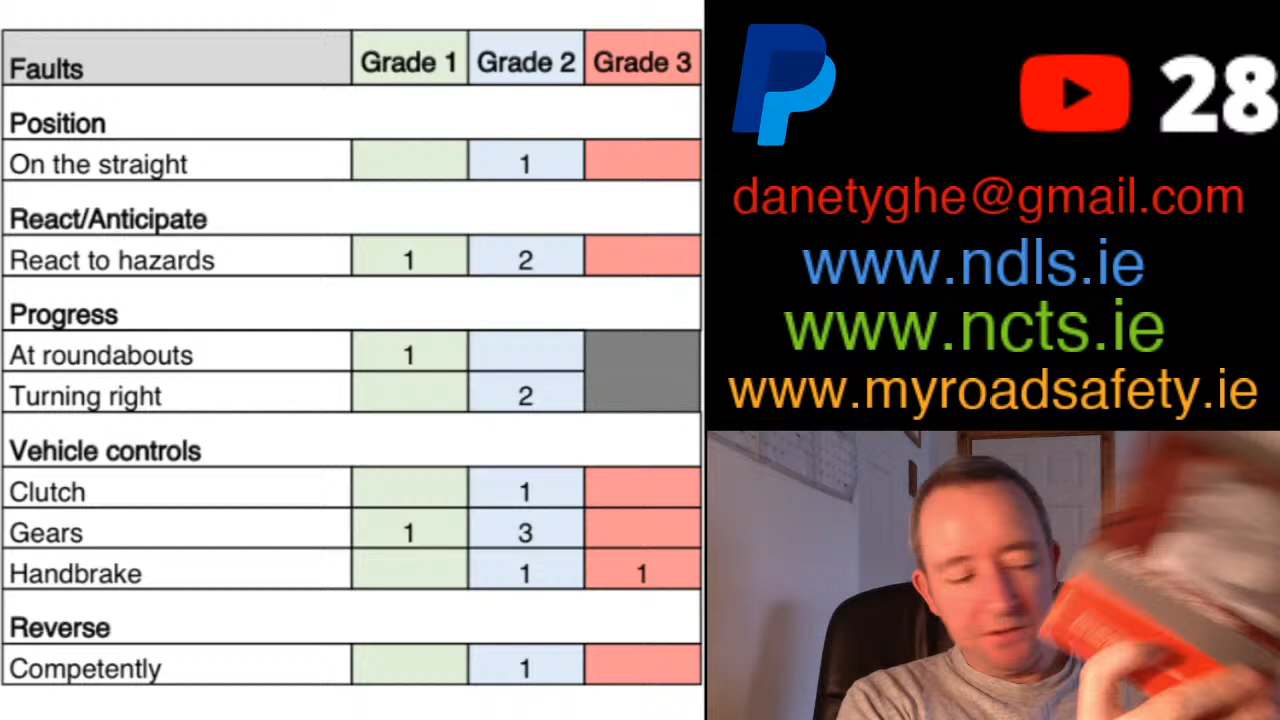 Faults Grade 1 Grade 2 Grade 3
Position
On the straight 1
React/Anticipate
React to hazards 1 2
Progress
At roundabouts 1
Turning right 2
Vehicle controls
Clutch 1
Gears 1 3
Handbrake 1 1
Reverse
Competently 1
28
danetyghe@gmail.com
www.ndls.ie
www.ncts.ie
www.myroadsafety.ie